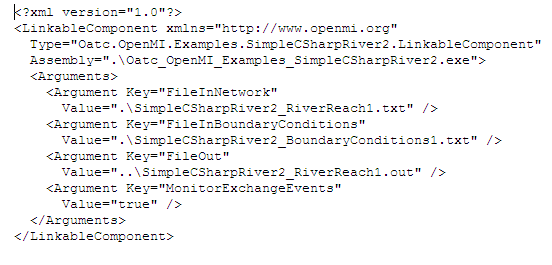 <?xml version="1.0"?>
<LinkableComponent xmlns="http://www.openmi.org"
  Type="Oatc.OpenMI.Examples.SimpleCSharpRiver2.LinkableComponent"
  Assembly=".\Oatc_OpenMI_Examples_SimpleCSharpRiver2.exe">
  <Arguments>
    <Argument Key="FileInNetwork"
      Value=".\SimpleCSharpRiver2_RiverReach1.txt" />
    <Argument Key="FileInBoundaryConditions"
      Value=".\SimpleCSharpRiver2_BoundaryConditions1.txt" />
    <Argument Key="FileOut"
      Value="..\SimpleCSharpRiver2_RiverReach1.out" />
    <Argument Key="MonitorExchangeEvents"
      Value="true" />
  </Arguments>
</LinkableComponent>